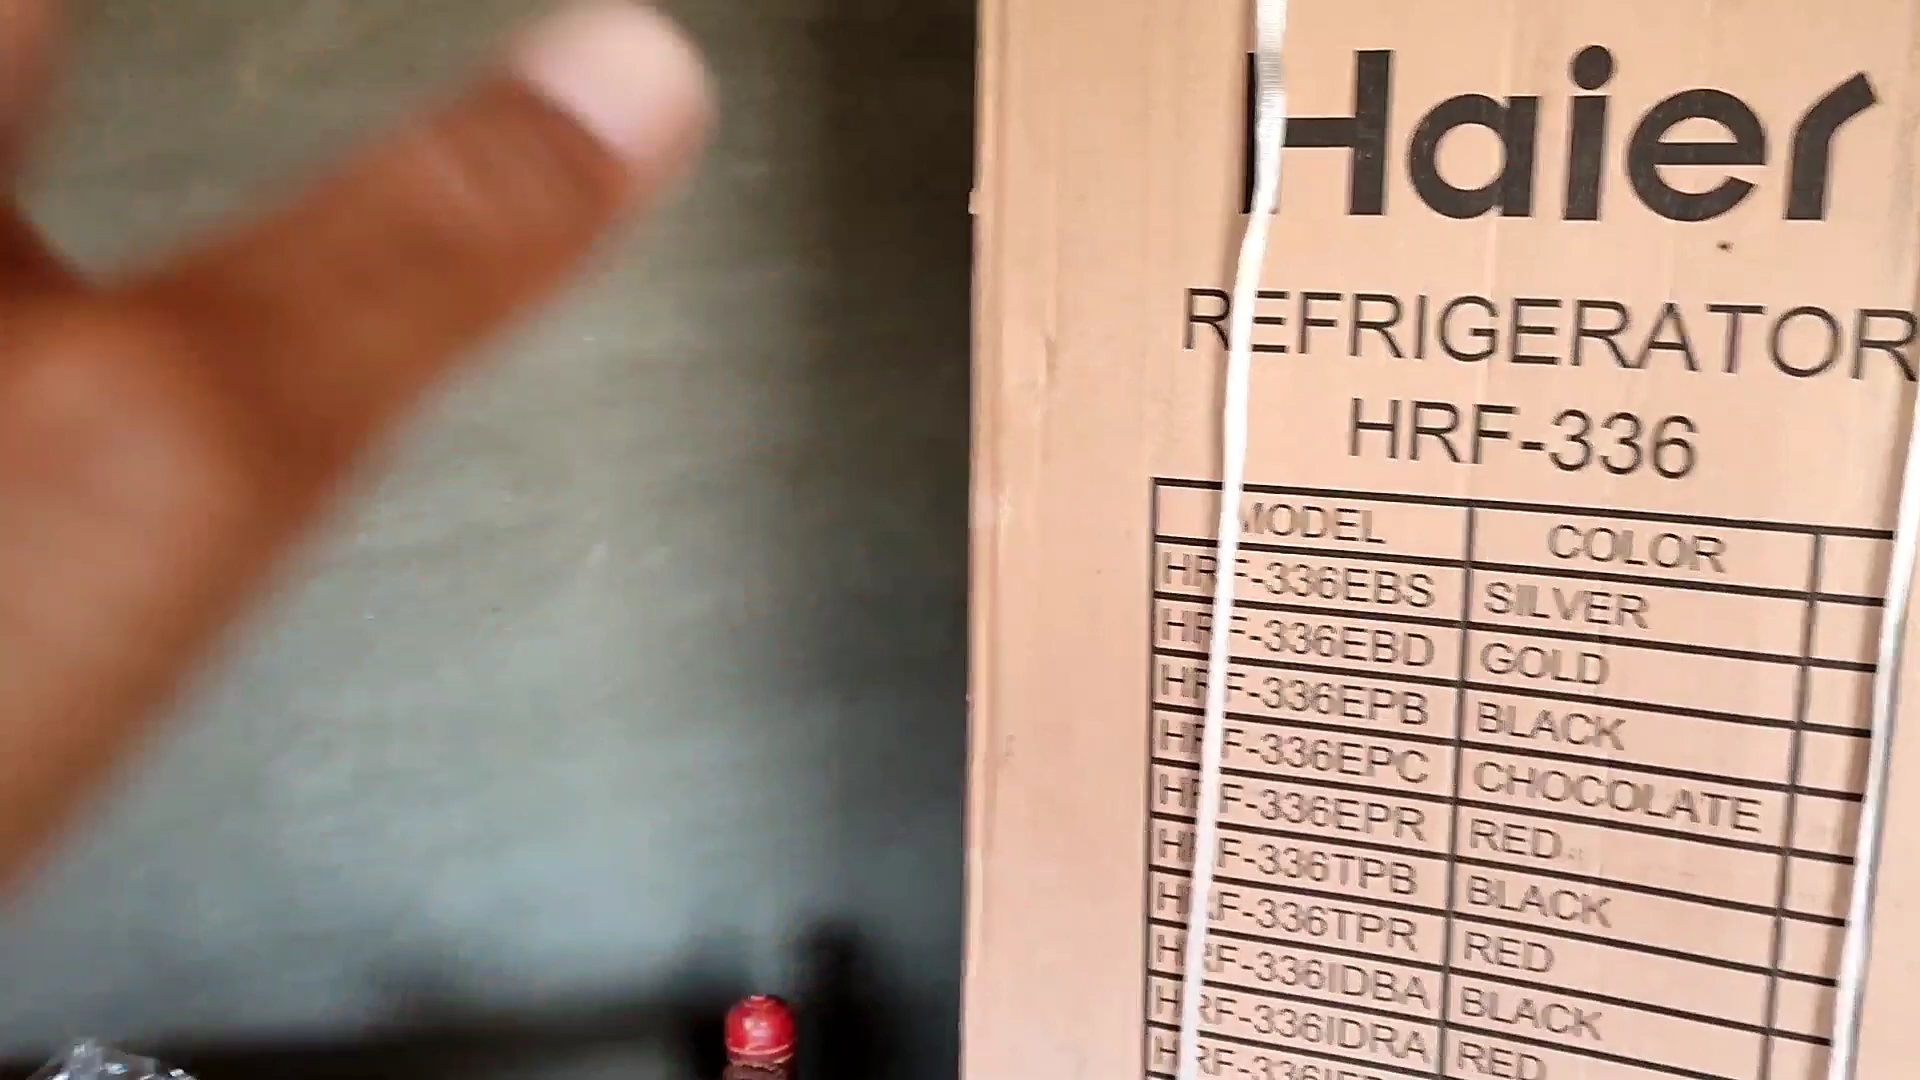 Haier
REFRIGERATOR
HRF-336
MODEL COLOR
HRF-336EBS SILVER
HRF-336EBD GOLD
HRF-336EPB BLACK
HRF-336EPC CHOCOLATE
HRF-336EPR RED
HRF-336TPB BLACK
HRF-336TPR RED
HRF-336IDBA BLACK
HRF-336IDRA RED